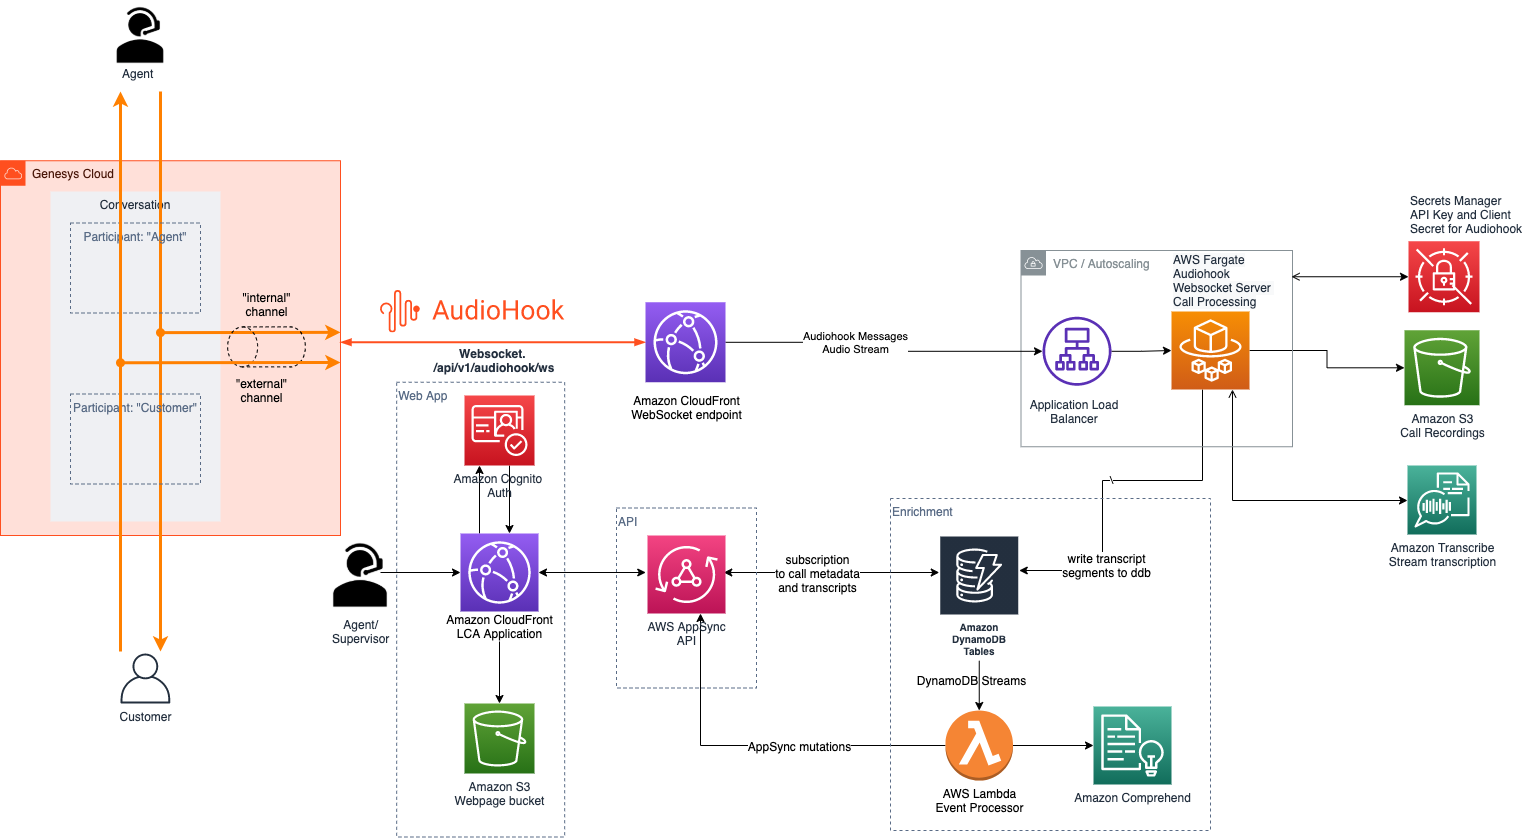 Agent
Genesys Cloud
Conversation
Participant: "Agent"
"internal"
channel
"external"
channel
Participant: "Customer"
Customer
AudioHook
Websocket.
/api/v1/audiohook/ws
Amazon CloudFront
WebSocket endpoint
Audiohook Messages
Audio Stream
VPC / Autoscaling
AWS Fargate
Audiohook
Websocket Server
Call Processing
Application Load
Balancer
Secrets Manager
API Key and Client
Secret for Audiohook
Amazon S3
Call Recordings
Amazon Transcribe
Stream transcription
Web App
Amazon Cognito
Auth
Agent/
Supervisor
Amazon CloudFront
LCA Application
Amazon S3
Webpage bucket
API
AWS AppSync
API
subscription
to call metadata
and transcripts
Enrichment
write transcript
segments to ddb
Amazon
DynamoDB
Tables
DynamoDB Streams
AppSync mutations
AWS Lambda
Event Processor
Amazon Comprehend